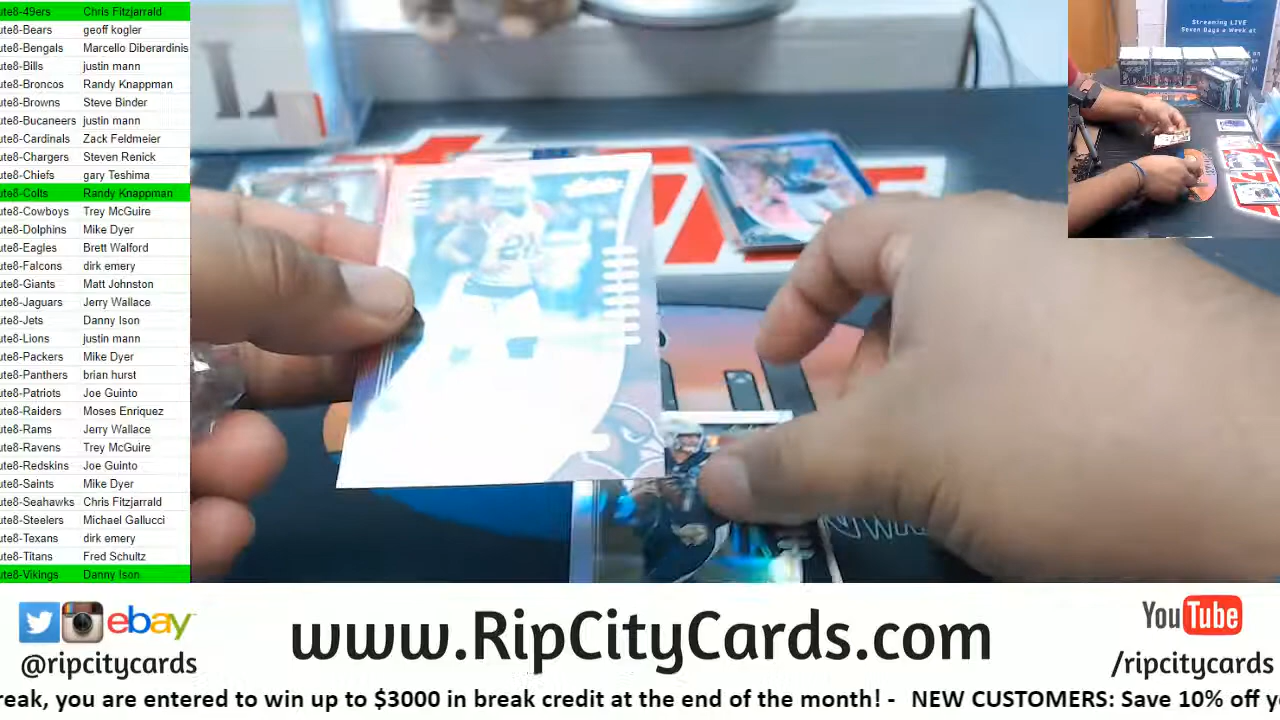 ute8-49ers Chris Fitzjarrald
ute8-Bears geoff kogler
ute8-Bengals Marcello Diberardinis
ute8-Bills justin mann
ute8-Broncos Randy Knappman
ute8-Browns Steve Binder
ute8-Bucaneers justin mann
ute8-Cardinals Zack Feldmeier
ute8-Chargers Steven Renick
ute8-Chiefs gary Teshima
ute8-Colts Randy Knappman
ute8-Cowboys Trey McGuire
ute8-Dolphins Mike Dyer
ute8-Eagles Brett Walford
ute8-Falcons dirk emery
ute8-Giants Matt Johnston
ute8-Jaguars Jerry Wallace
ute8-Jets Danny Ison
ute8-Lions justin mann
ute8-Packers Mike Dyer
ute8-Panthers brian hurst
ute8-Patriots Joe Guinto
ute8-Raiders Moses Enriquez
ute8-Rams Jerry Wallace
ute8-Ravens Trey McGuire
ute8-Redskins Joe Guinto
ute8-Saints Mike Dyer
ute8-Seahawks Chris Fitzjarrald
ute8-Steelers Michael Gallucci
ute8-Texans dirk emery
ute8-Titans Fred Schultz
ute8-Vikings Danny Ison
Streaming LIVE
Seven Days a Week at
ebay
@ripcitycards
www.RipCityCards.com
YouTube
/ripcitycards
reak, you are entered to win up to $3000 in break credit at the end of the month! - NEW CUSTOMERS: Save 10% off y